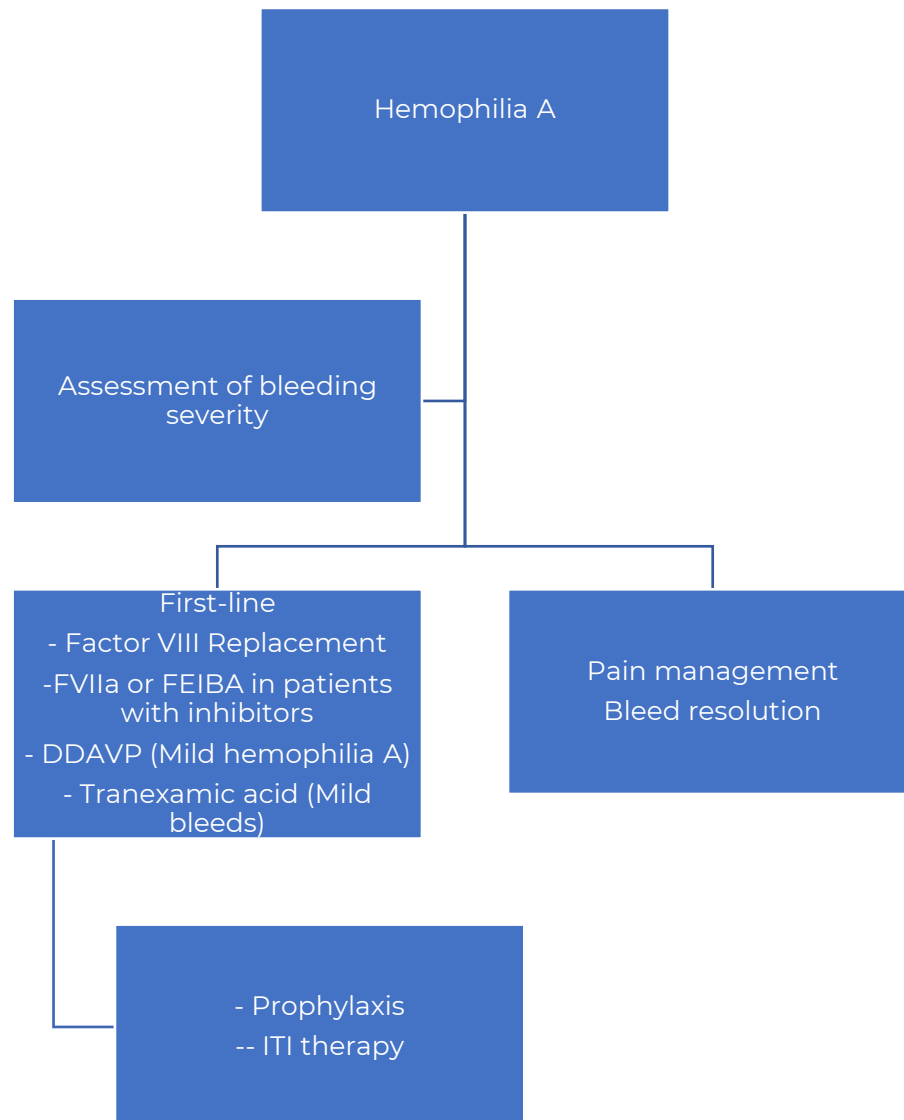 Hemophilia A
Assessment of bleeding
severity
First-line
- Factor VIII Replacement
-FVIIa or FEIBA in patients
with inhibitors
- DDAVP (Mild hemophilia A)
- Tranexamic acid (Mild
bleeds)
Pain management
Bleed resolution
- Prophylaxis
-- ITI therapy